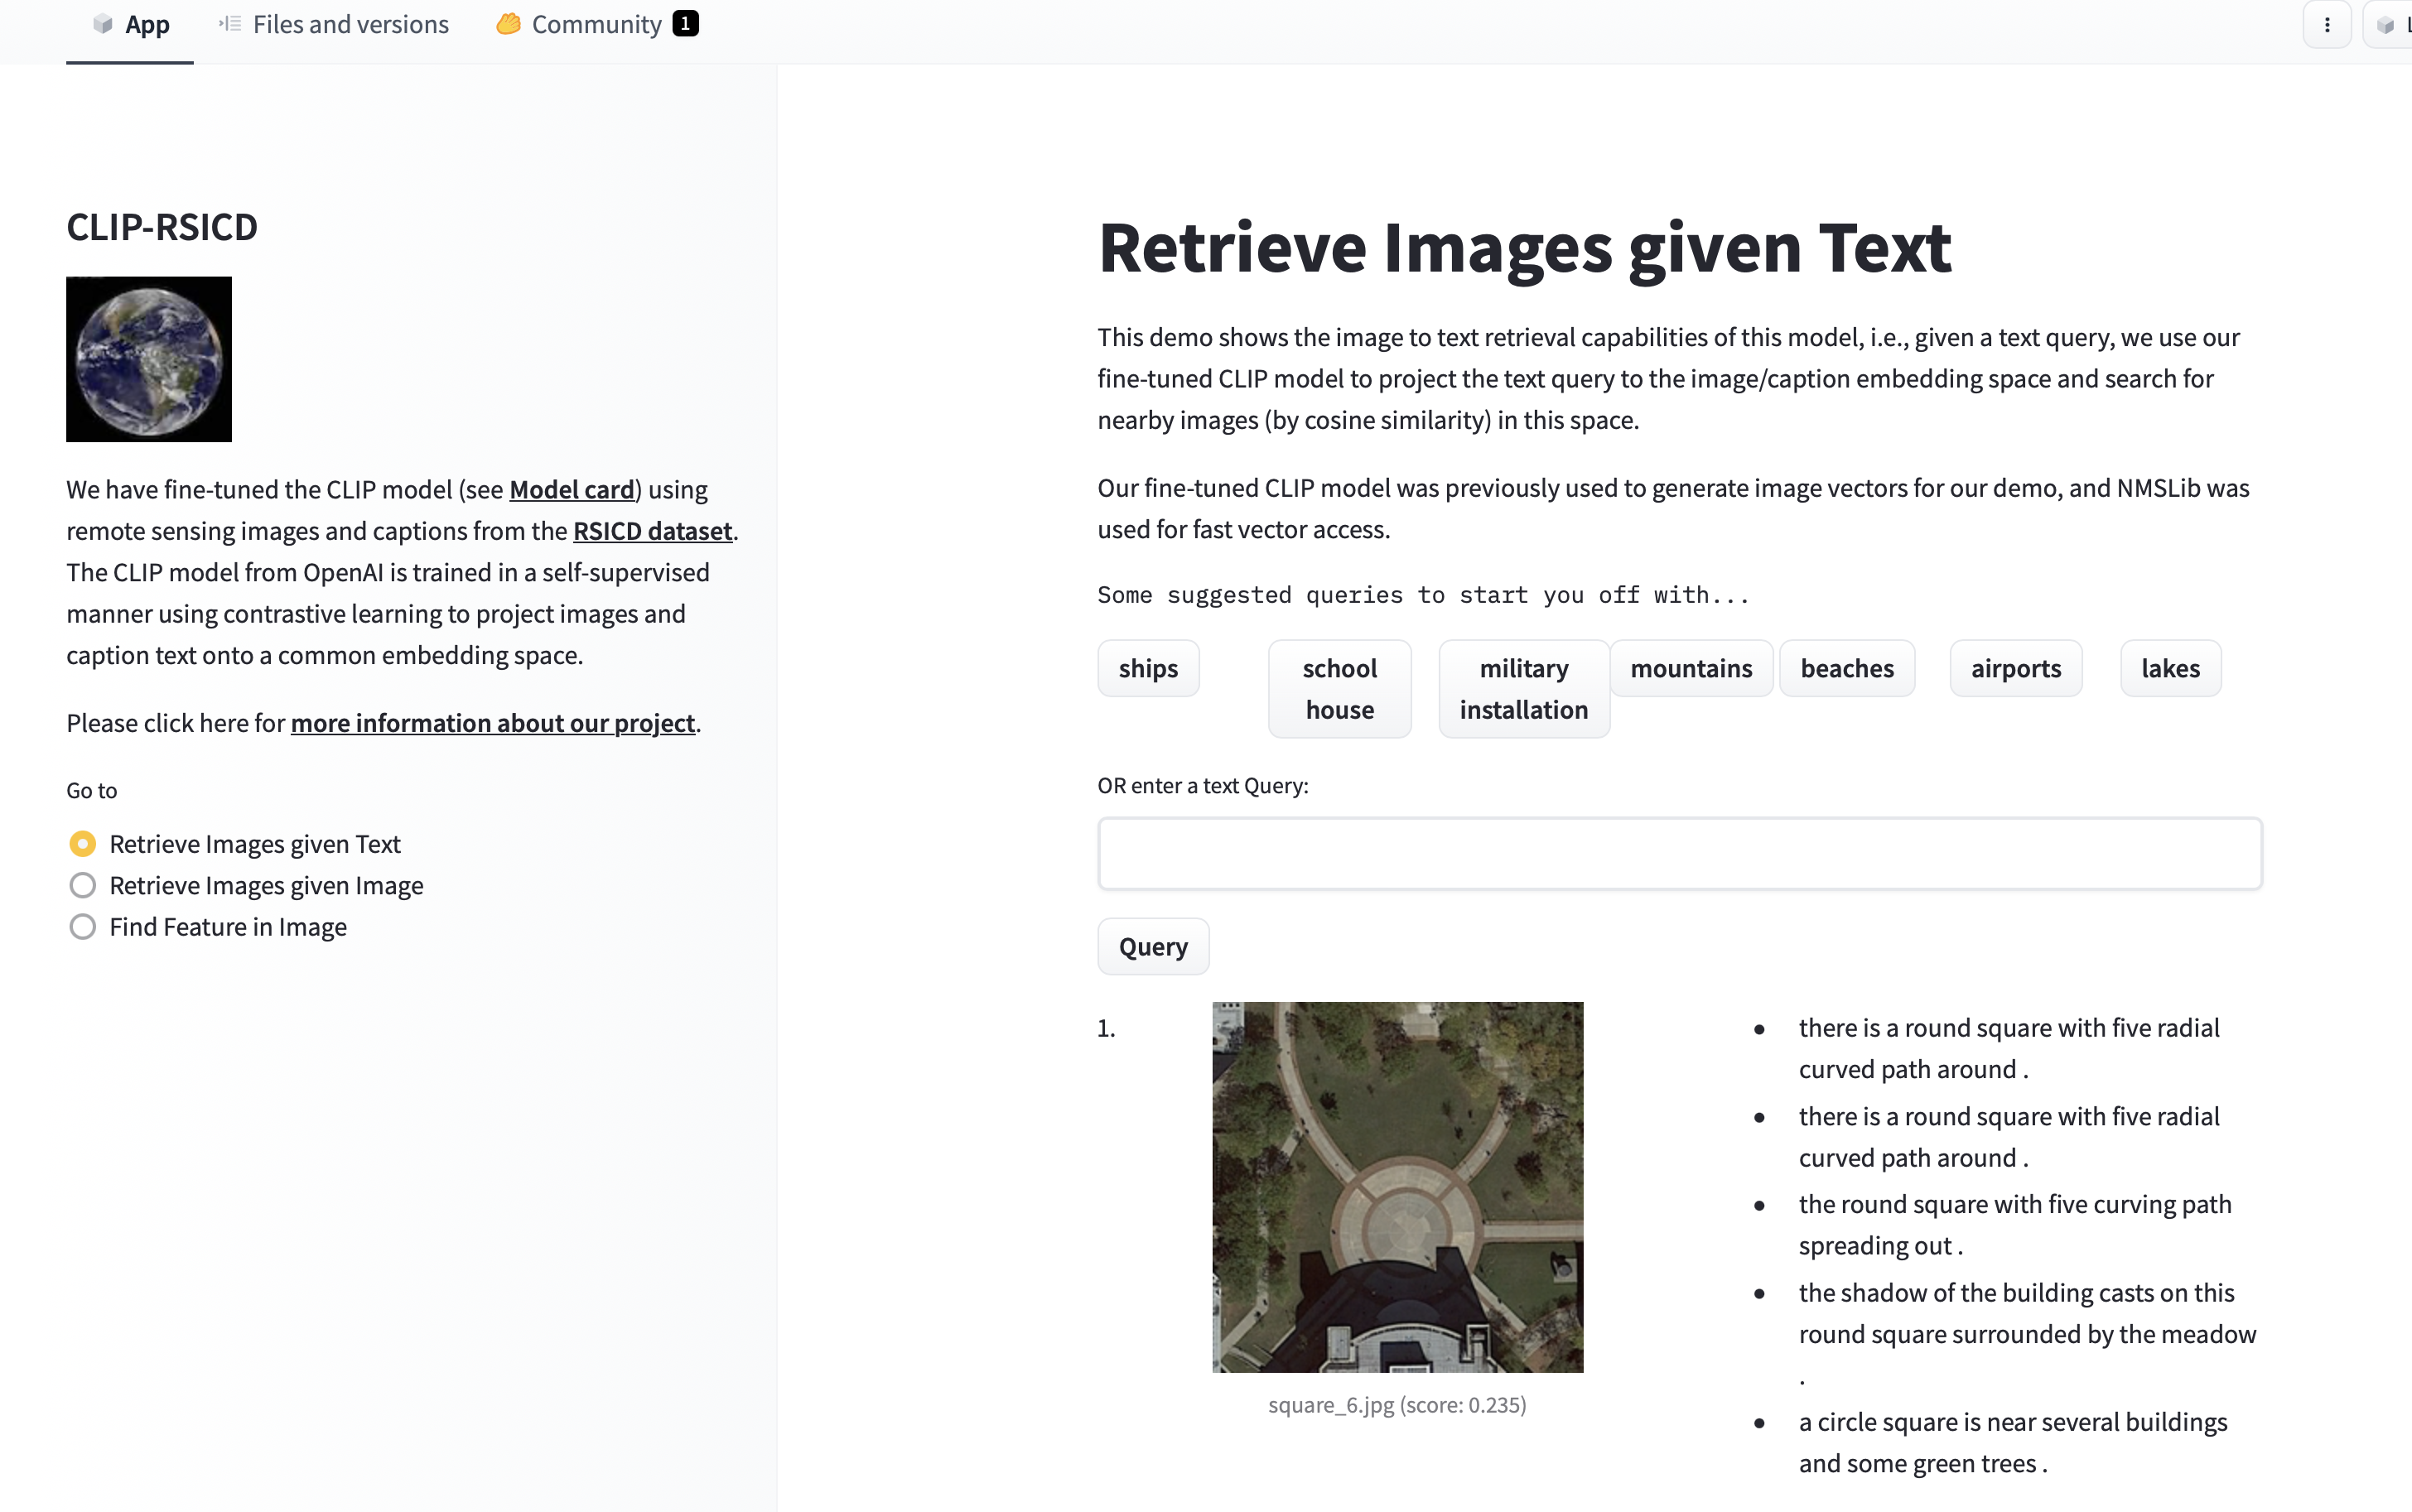 App
Files and versions
Community 1
CLIP-RSICD
We have fine-tuned the CLIP model (see Model card) using
remote sensing images and captions from the RSICD dataset.
The CLIP model from OpenAI is trained in a self-supervised
manner using contrastive learning to project images and
caption text onto a common embedding space.
Please click here for more information about our project.
Go to
Retrieve Images given Text
Retrieve Images given Image
Find Feature in Image
Retrieve Images given Text
This demo shows the image to text retrieval capabilities of this model, i.e., given a text query, we use our
fine-tuned CLIP model to project the text query to the image/caption embedding space and search for
nearby images (by cosine similarity) in this space.
Our fine-tuned CLIP model was previously used to generate image vectors for our demo, and NMSLib was
used for fast vector access.
Some suggested queries to start you off with...
ships
school
house
military
installation
mountains
beaches
airports
lakes
OR enter a text Query:
Query
1.
square_6.jpg (score: 0.235)
there is a round square with five radial
curved path around .
there is a round square with five radial
curved path around .
the round square with five curving path
spreading out .
the shadow of the building casts on this
round square surrounded by the meadow
.
a circle square is near several buildings
and some green trees .